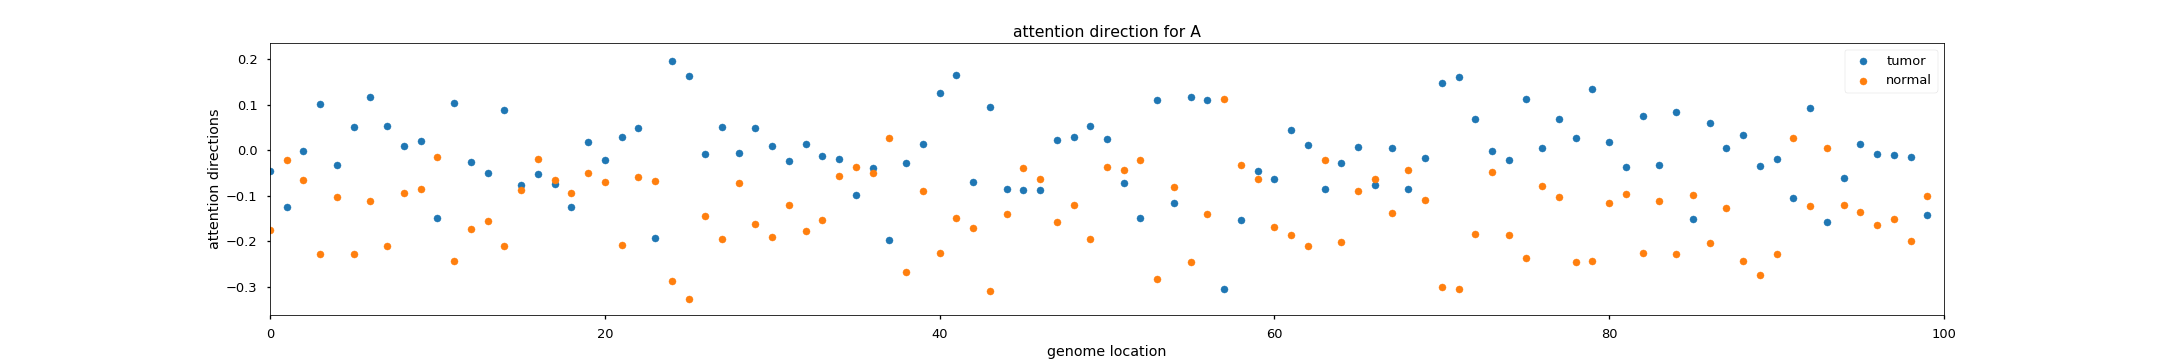 attention direction for A
attention directions
0.2
0.1
0.0
−0.1
−0.2
−0.3
tumor
normal
0 20 40 60 80 100
genome location